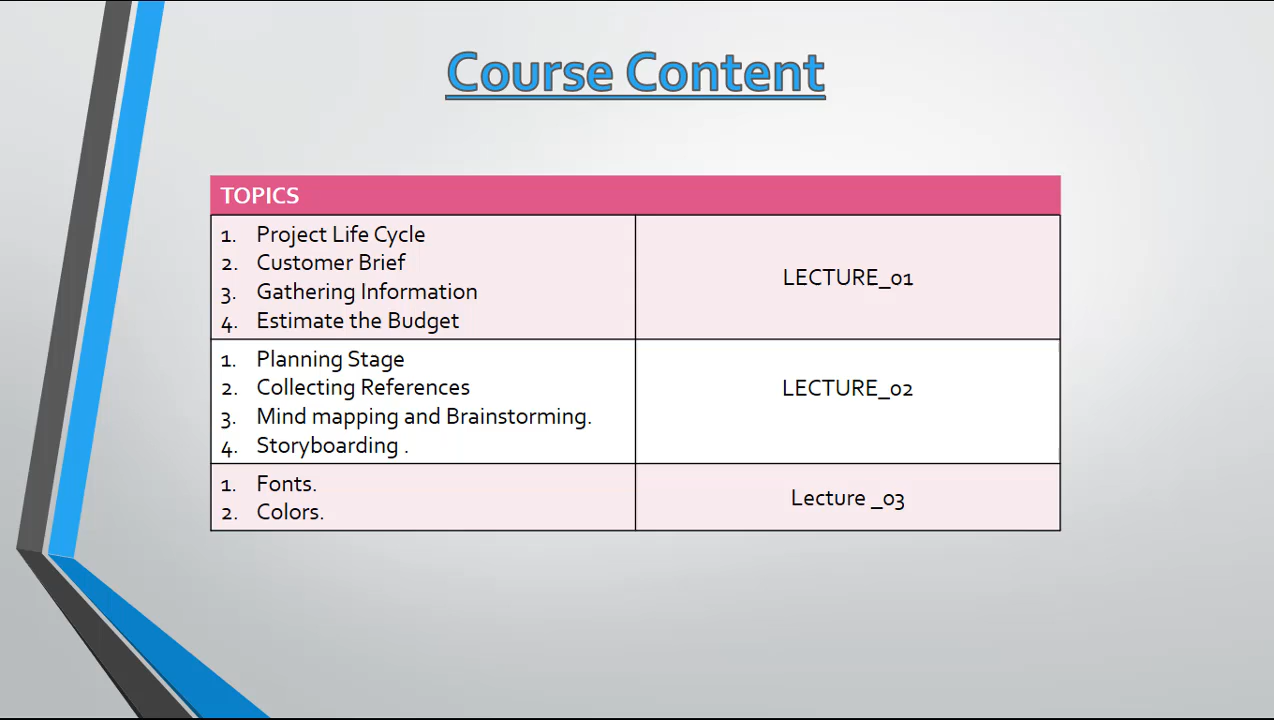 Course Content
TOPICS
1. Project Life Cycle
2. Customer Brief
3. Gathering Information
4. Estimate the Budget
LECTURE_01
1. Planning Stage
2. Collecting References
3. Mind mapping and Brainstorming.
4. Storyboarding .
LECTURE_02
1. Fonts.
2. Colors.
Lecture _03